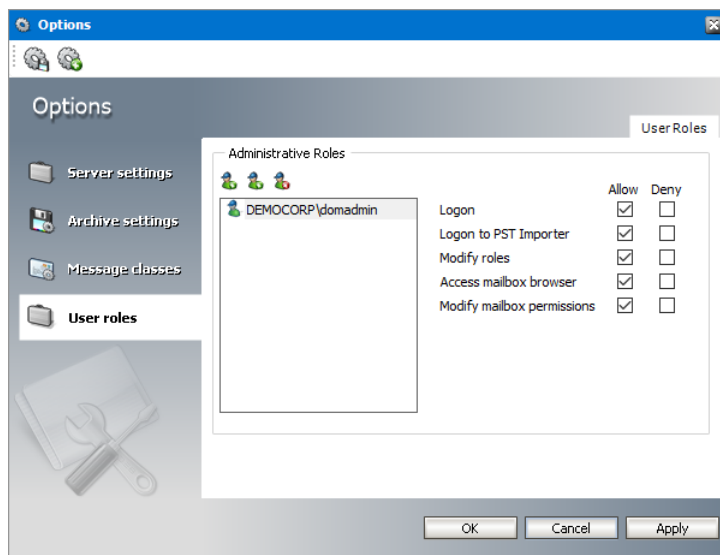 Options
Options
User Roles
Server settings
Archive settings
Message classes
User roles
Administrative Roles
DEMOCORP\domadmin
Allow Deny
Logon
Logon to PST Importer
Modify roles
Access mailbox browser
Modify mailbox permissions
OK Cancel Apply